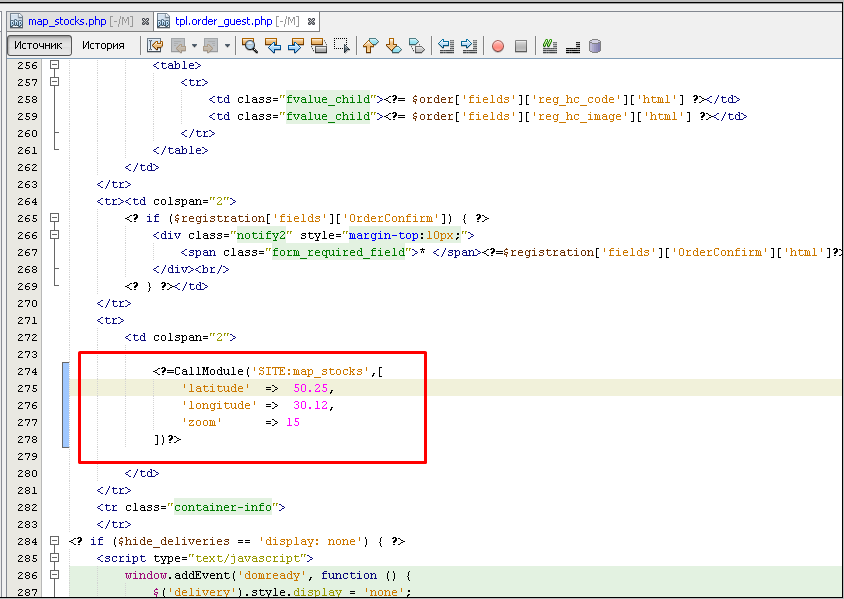 map_stocks.php [-/M] tpl.order_guest.php [-/M]
Источник История
256 <table>
257 <tr>
258 <td class="fvalue_child"><?= $order['fields']['reg_hc_code']['html'] ?></td>
259 <td class="fvalue_child"><?= $order['fields']['reg_hc_image']['html'] ?></td>
260 </tr>
261 </table>
262 </td>
263 </tr>
264 <tr><td colspan="2">
265 <? if ($registration['fields']['OrderConfirm']) { ?>
266 <div class="notify2" style="margin-top:10px;">
267 <span class="form_required_field">* </span><?=$registration['fields']['OrderConfirm']['html']?>
268 </div><br/>
269 <? } ?></td>
270 </tr>
271 <tr>
272 <td colspan="2">
273
274 <?=CallModule('SITE:map_stocks',[
275 'latitude' => 50.25,
276 'longitude' => 30.12,
277 'zoom' => 15
278 ])?>
279
280 </td>
281 </tr>
282 <tr class="container-info">
283 </tr>
284 <? if ($hide_deliveries == 'display: none') { ?>
285 <script type="text/javascript">
286 window.addEvent('domready', function () {
287 $('delivery').style.display = 'none';